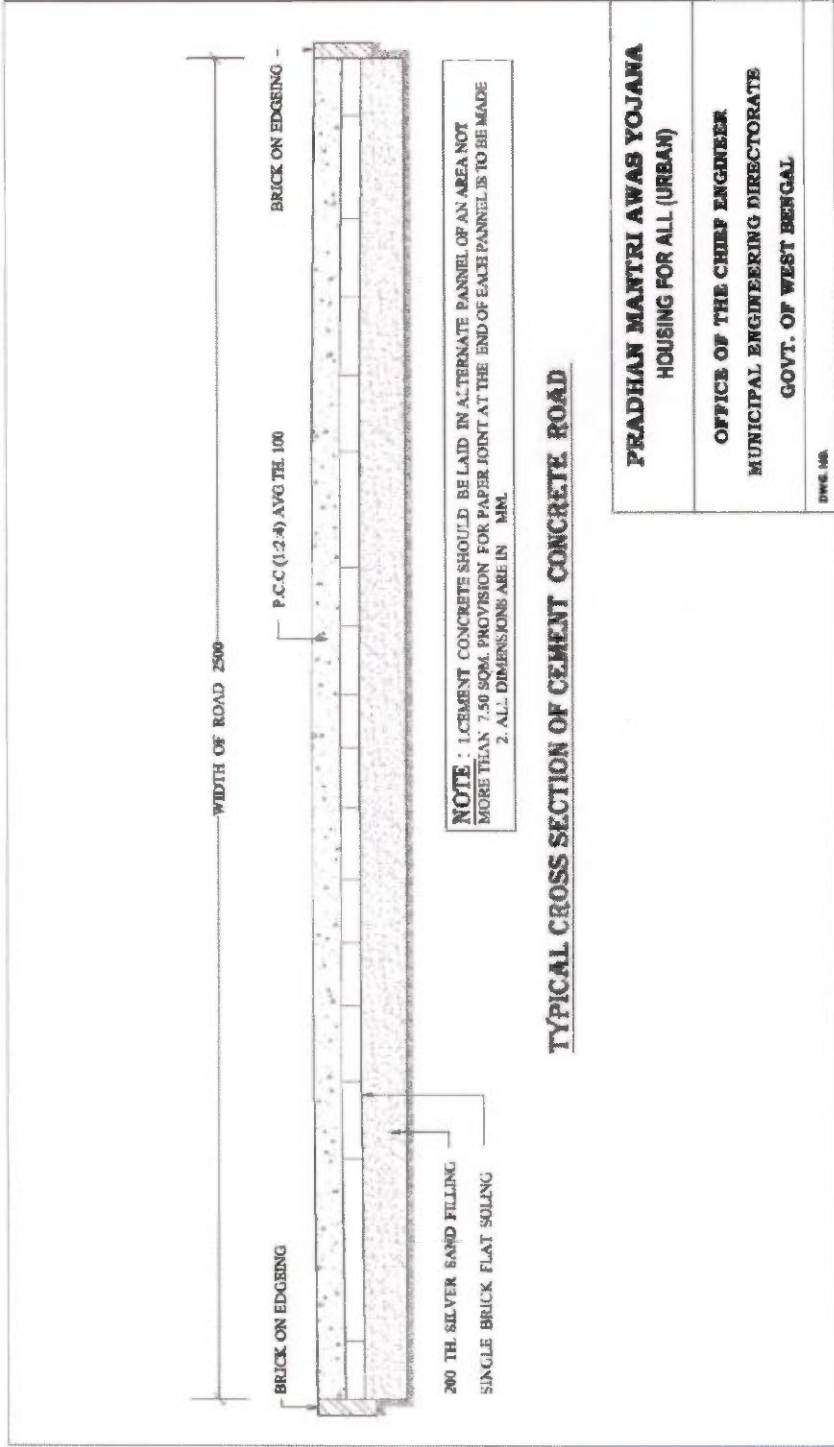 WIDTH OF ROAD 2500
BRICK ON EDGEING
P.C.C (1:2:4) AVG TH. 100
BRICK ON EDGEING
200 TH. SILVER SAND FILLING
SINGLE BRICK FLAT SOLING
NOTE : 1.CEMENT CONCRETE SHOULD BE LAID IN ALTERNATE PANNEL OF AN AREA NOT
MORE THAN 7.50 SQM. PROVISION FOR PAPER JOINT AT THE END OF EACH PANNEL IS TO BE MADE
2. ALL DIMENSIONS ARE IN MM.
TYPICAL CROSS SECTION OF CEMENT CONCRETE ROAD
PRADHAN MANTRI AWAS YOJANA
HOUSING FOR ALL (URBAN)
OFFICE OF THE CHIEF ENGINEER
MUNICIPAL ENGINEERING DIRECTORATE
GOVT. OF WEST BENGAL
DWG. NO.